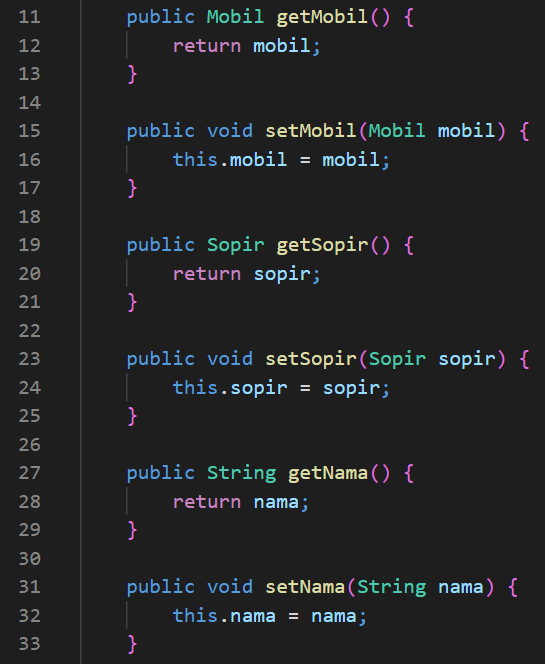 11 public Mobil getMobil() {
12 return mobil;
13 }
14
15 public void setMobil(Mobil mobil) {
16 this.mobil = mobil;
17 }
18
19 public Sopir getSopir() {
20 return sopir;
21 }
22
23 public void setSopir(Sopir sopir) {
24 this.sopir = sopir;
25 }
26
27 public String getNama() {
28 return nama;
29 }
30
31 public void setNama(String nama) {
32 this.nama = nama;
33 }